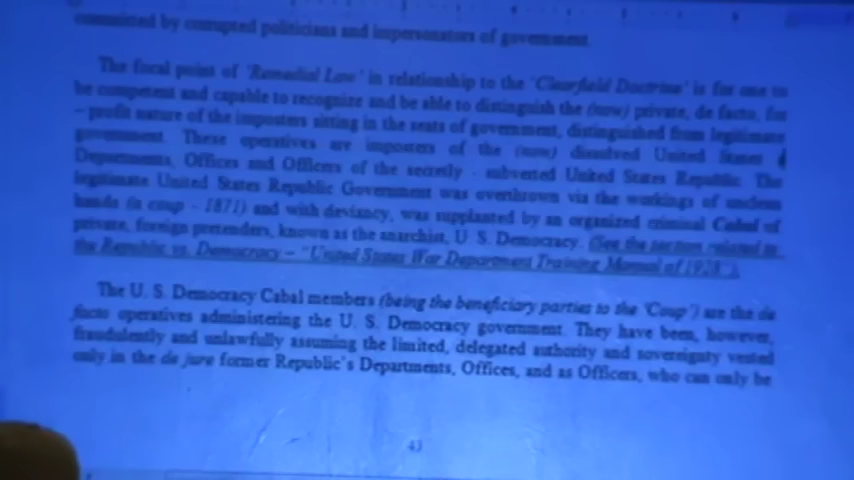 committed by corrupted politicians and impersonators of government.
The focal point of 'Remedial Law' in relationship to the 'Clearfield Doctrine' is for one to
be competent and capable to recognize and be able to distinguish the (now) private, de facto, for
– profit nature of the imposters sitting in the seats of government, distinguished from legitimate
government. These operatives are imposters of the (now) dissolved United States
Departments, Offices and Officers of the secretly - subverted United States Republic. The
legitimate United States Republic Government was overthrown via the workings of unclean
hands (a coup - 1871) and with deviancy, was supplanted by an organized criminal Cabal of
private, foreign pretenders, known as the anarchist, U. S. Democracy. (See the section related to
the Republic vs. Democracy – "United States War Department Training Manual of 1928").
The U. S. Democracy Cabal members (being the beneficiary parties to the 'Coup') are the de
facto operatives administering the U. S. Democracy government. They have been, however,
fraudulently and unlawfully assuming the limited, delegated authority and sovereignty vested
only in the de jure former Republic's Departments, Offices, and as Officers, who can only be
43